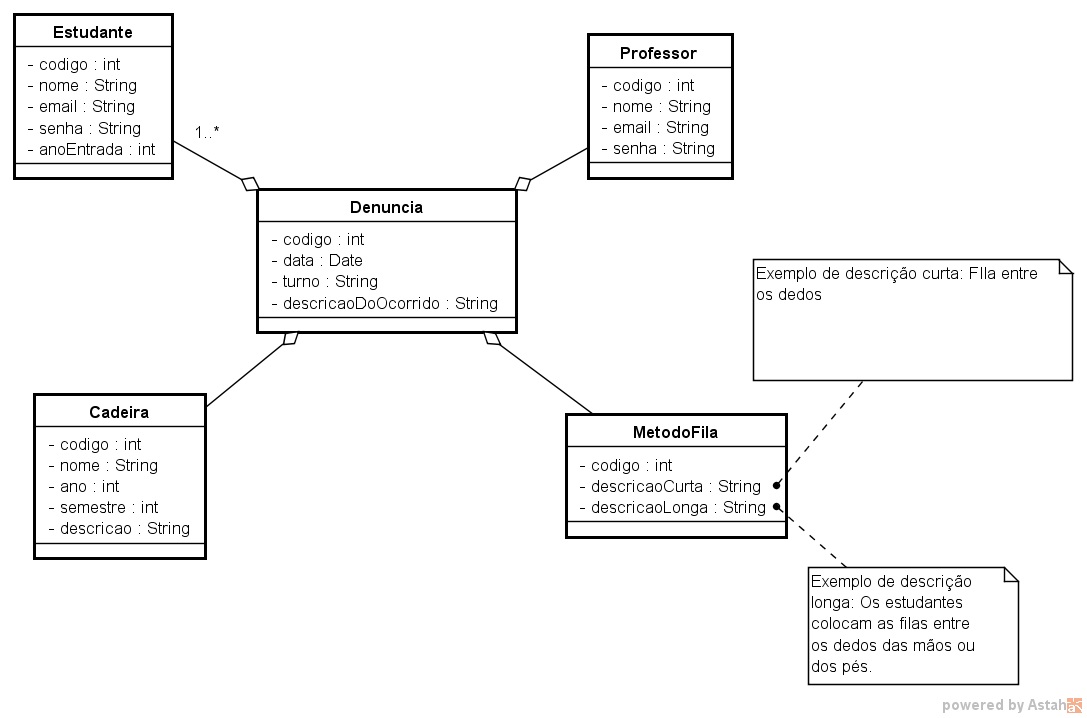 Estudante
- codigo : int
- nome : String
- email : String
- senha : String
- anoEntrada : int
1..*
Professor
- codigo : int
- nome : String
- email : String
- senha : String
Denuncia
- codigo : int
- data : Date
- turno : String
- descricaoDoOcorrido : String
Exemplo de descrição curta: FIla entre
os dedos
Cadeira
- codigo : int
- nome : String
- ano : int
- semestre : int
- descricao : String
MetodoFila
- codigo : int
- descricaoCurta : String
- descricaoLonga : String
Exemplo de descrição
longa: Os estudantes
colocam as filas entre
os dedos das mãos ou
dos pés.
powered by Astah